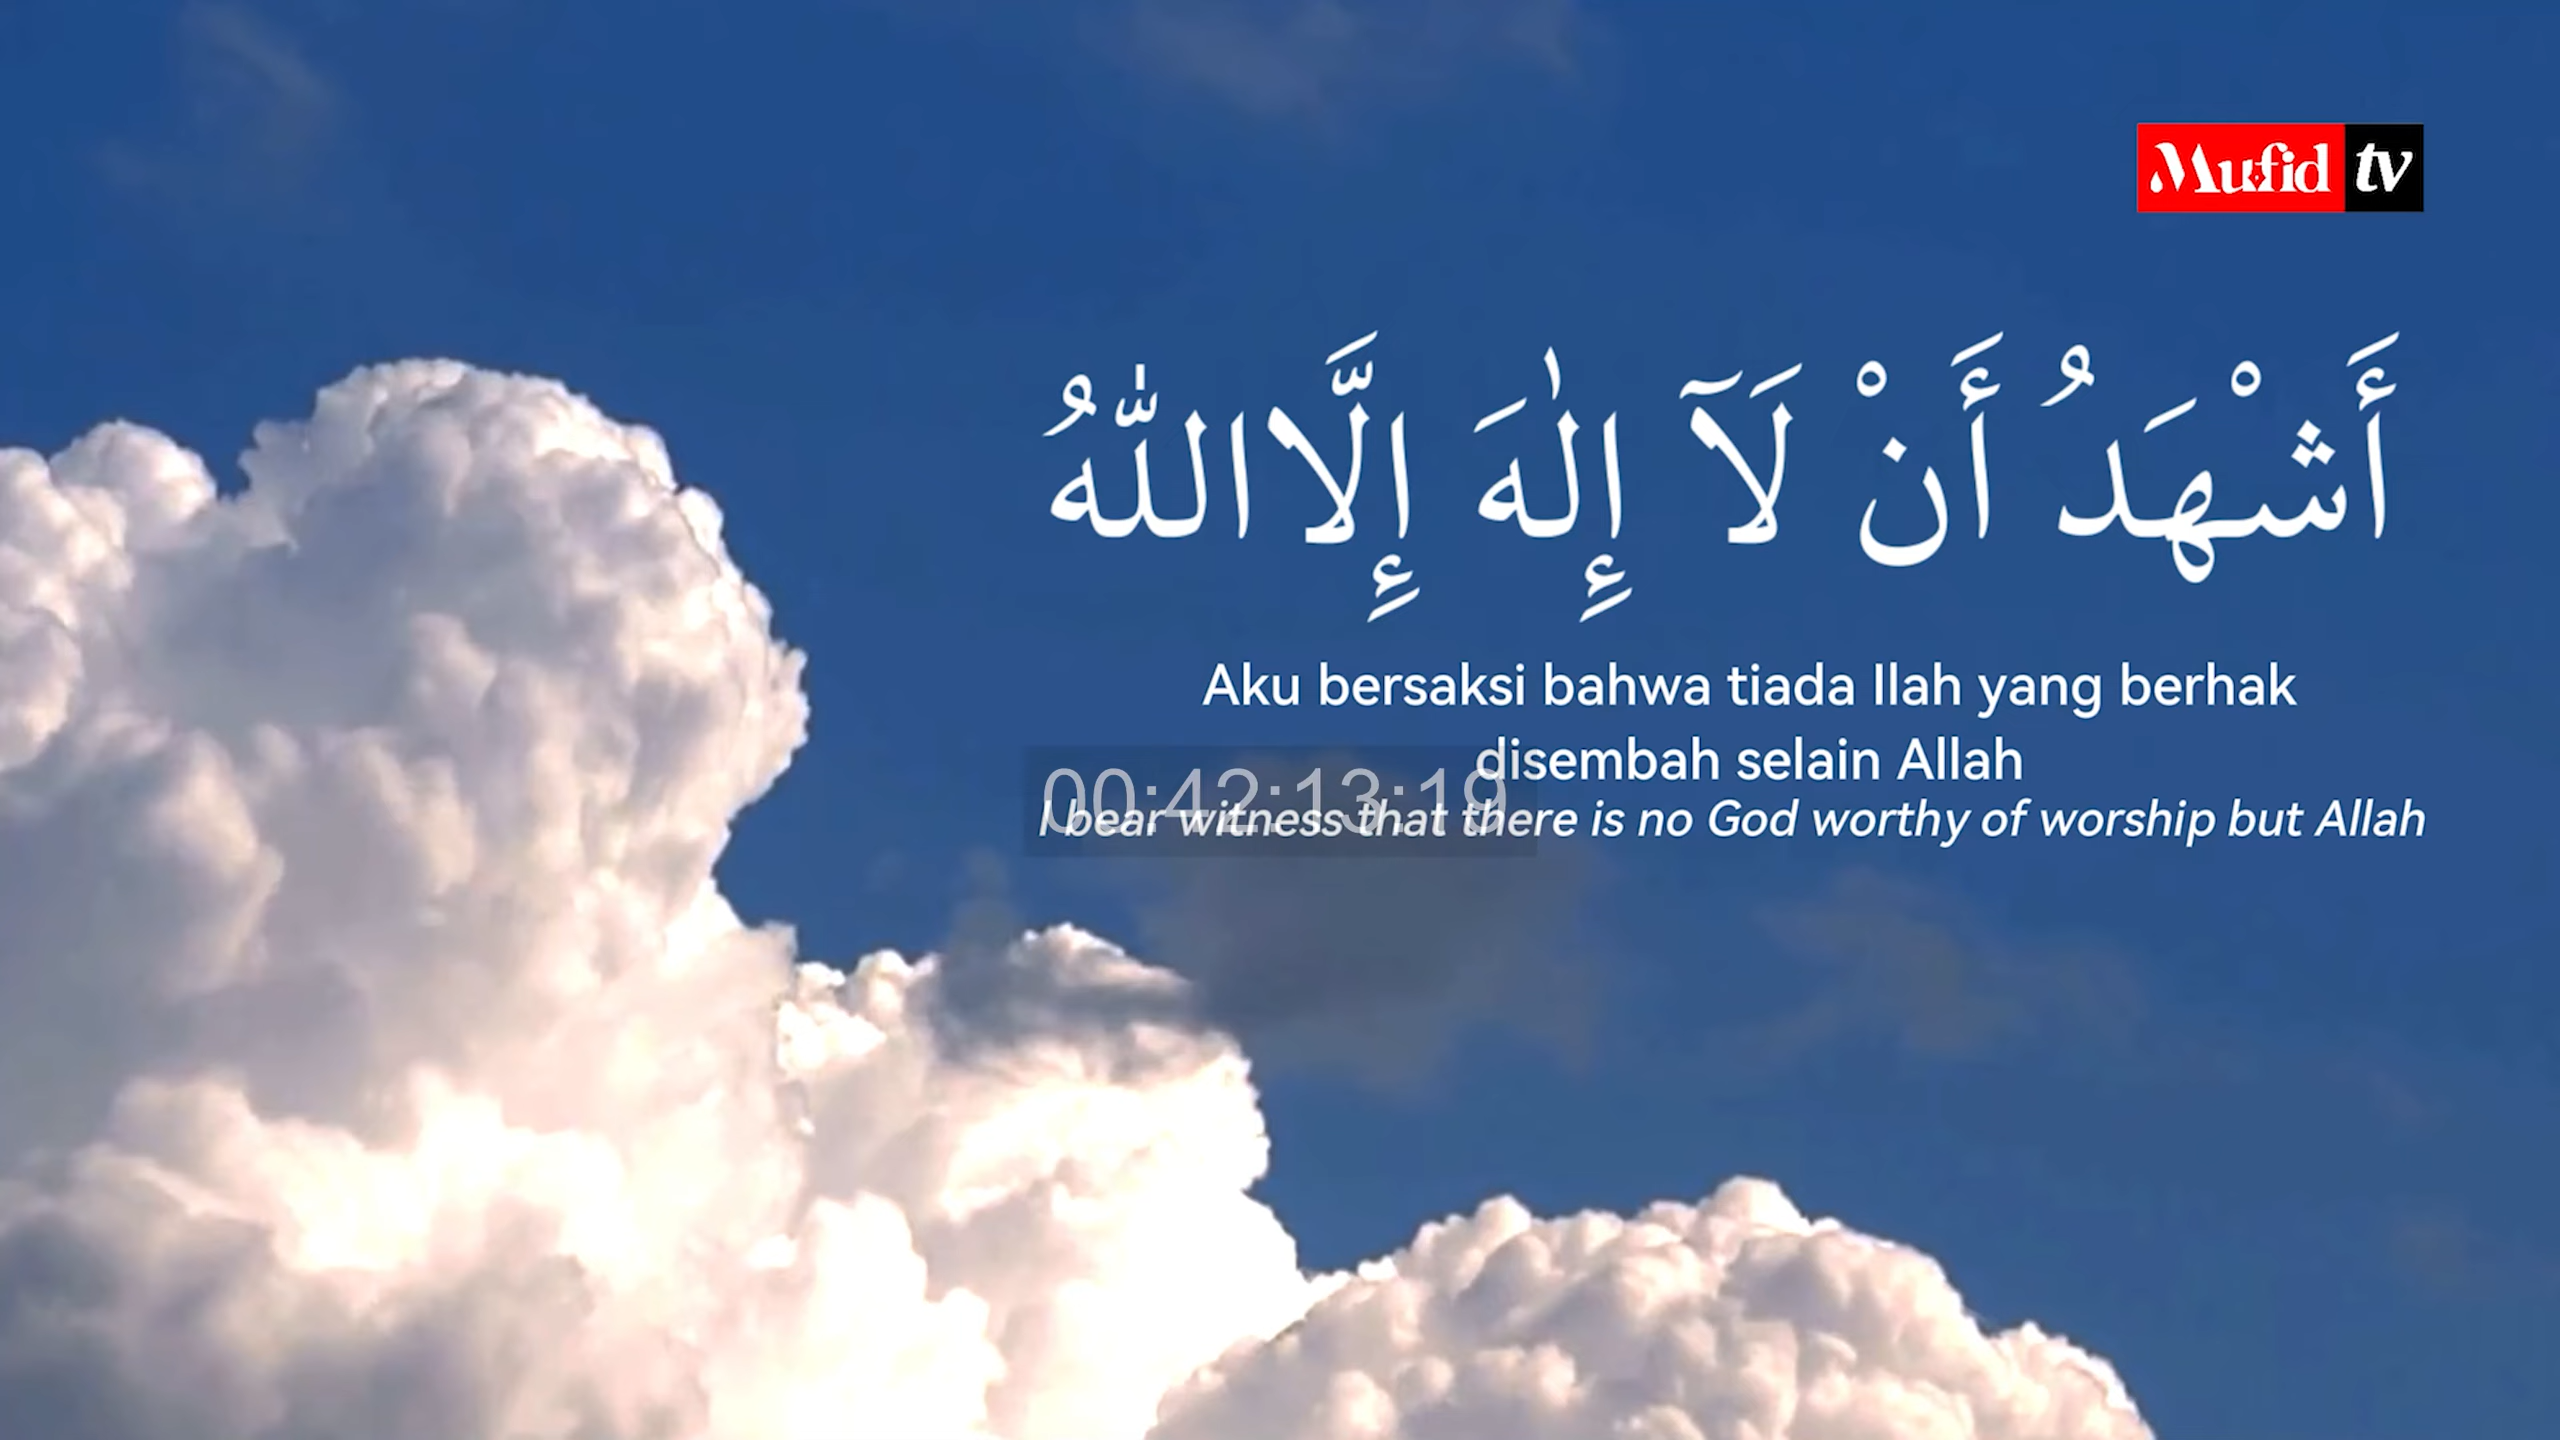 Mufid tv
أَشْهَدُ أَنْ لَآ إِلٰهَ إِلَّااللّٰهُ
Aku bersaksi bahwa tiada Ilah yang berhak
disembah selain Allah
00:42:13:19
I bear witness that there is no God worthy of worship but Allah